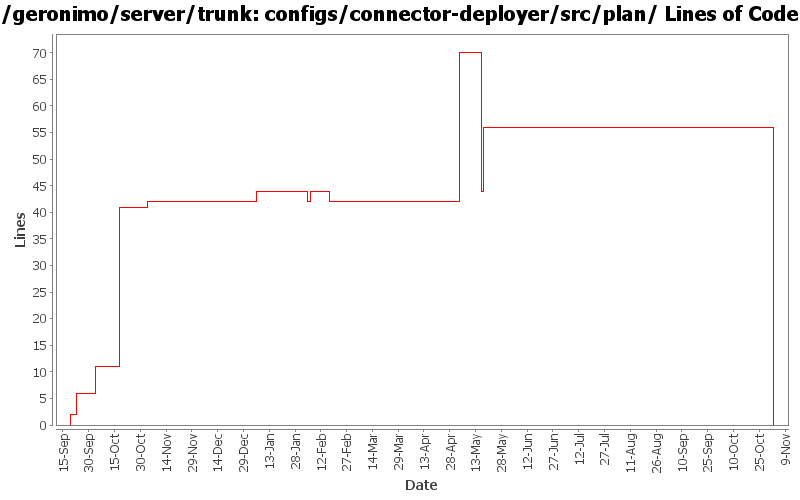 /geronimo/server/trunk: configs/connector-deployer/src/plan/ Lines of Code
70
65
60
55
50
45
40
35
30
25
20
15
10
5
0
Lines
15-Sep
30-Sep
15-Oct
30-Oct
14-Nov
29-Nov
14-Dec
29-Dec
13-Jan
28-Jan
12-Feb
27-Feb
14-Mar
29-Mar
13-Apr
28-Apr
13-May
28-May
12-Jun
27-Jun
12-Jul
27-Jul
11-Aug
26-Aug
10-Sep
25-Sep
10-Oct
25-Oct
9-Nov
Date